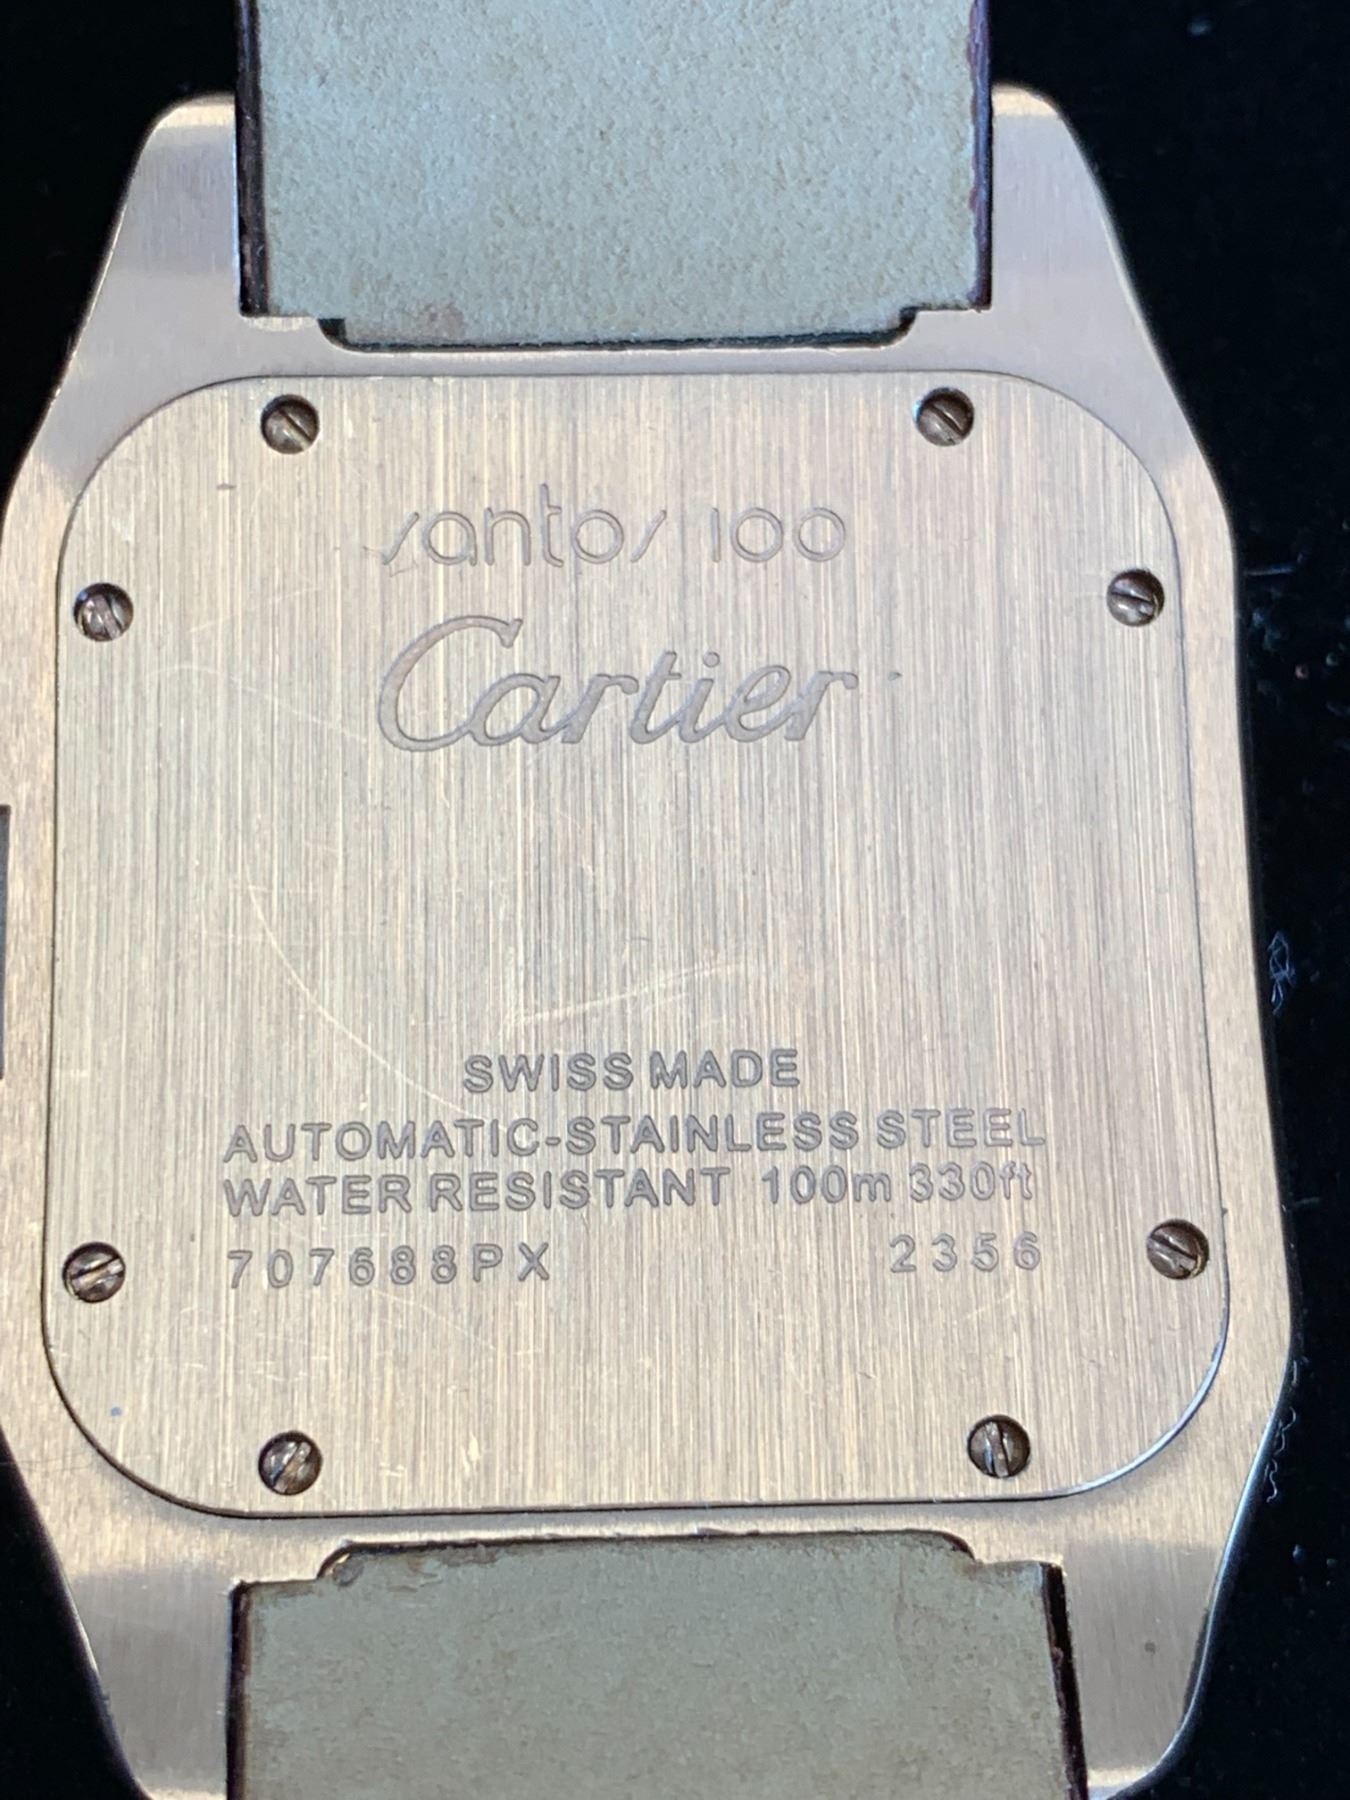 santos 100
Cartier
SWISS MADE
AUTOMATIC-STAINLESS STEEL
WATER RESISTANT 100m 330ft
707688PX 2356